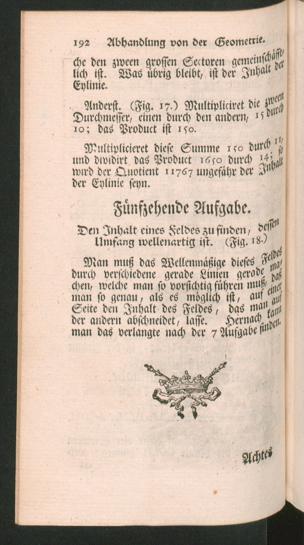 192 Abhandlung von der Geometrie.
che den zween grossen Sectoren gemeinschäfft-
lich ist. Was übrig bleibt, ist der Inhalt der
Eylinie.
Anderst. (Fig. 17.) Multipliciret die zween
Durchmesser, einen durch den andern, 15 durch
10; das Product ist 150.
Multiplicieret diese Summe 150 durch 11,
und dividirt das Product 1650 durch 14; so
wird der Quotient 11767 ungefähr der Inhalt
der Eylinie seyn.
Fünfzehende Aufgabe.
Den Inhalt eines Feldes zu finden, dessen
Umfang wellenartig ist. (Fig. 18.)
Man muß das Wellenmäßige dieses Feldes
durch verschiedene gerade Linien gerade ma-
chen, welche man so vorsichtig führen muß, daß
man so genau, als es möglich ist, auf einer
Seite den Inhalt des Feldes, das man auf
der andern abschneidet, lasse. Hernach kann
man das verlangte nach der 7 Aufgabe finden.
Achtes